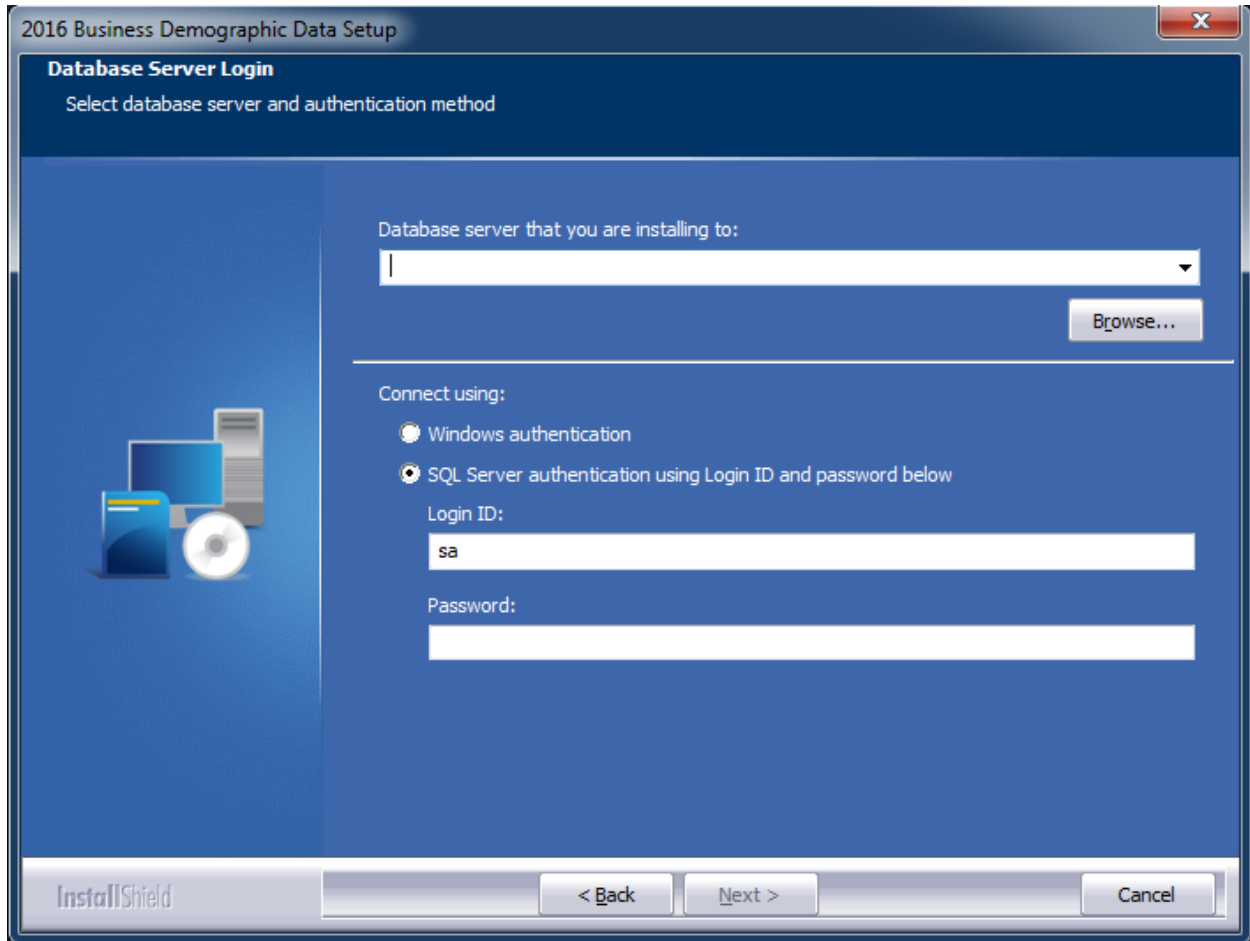 2016 Business Demographic Data Setup
Database Server Login
Select database server and authentication method
Database server that you are installing to:
Browse...
Connect using:
Windows authentication
SQL Server authentication using Login ID and password below
Login ID:
sa
Password:
InstallShield
< Back
Next >
Cancel